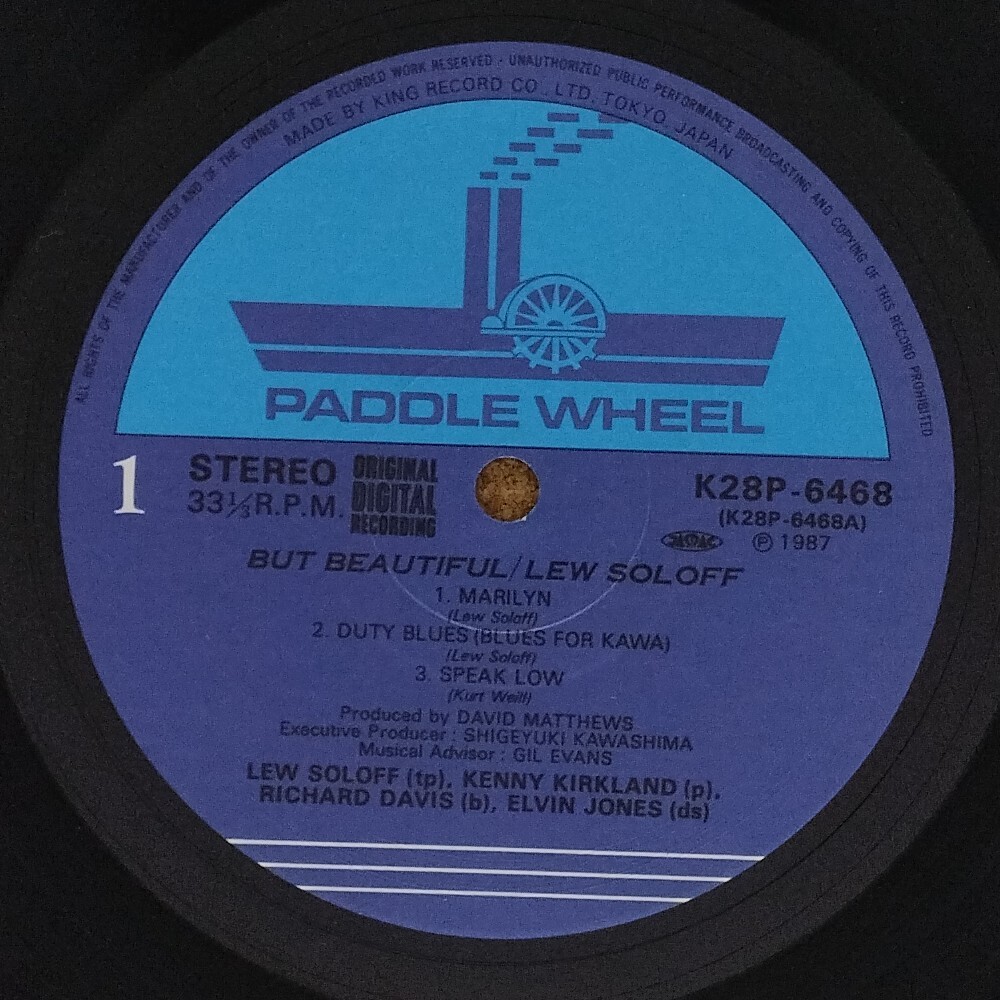 ALL RIGHTS OF THE MANUFACTURER AND OF THE OWNER OF THE RECORDED WORK RESERVED · UNAUTHORIZED PUBLIC PERFORMANCE BROADCASTING AND COPYING OF THIS RECORD PROHIBITED
MADE BY KING RECORD CO., LTD. TOKYO, JAPAN
PADDLE WHEEL
1
STEREO
33⅓ R.P.M.
ORIGINAL
DIGITAL
RECORDING
K28P-6468
(K28P-6468A)
JASRAC ℗ 1987
BUT BEAUTIFUL/LEW SOLOFF
1. MARILYN
(Lew Soloff)
2. DUTY BLUES (BLUES FOR KAWA)
(Lew Soloff)
3. SPEAK LOW
(Kurt Weill)
Produced by DAVID MATTHEWS
Executive Producer : SHIGEYUKI KAWASHIMA
Musical Advisor : GIL EVANS
LEW SOLOFF (tp), KENNY KIRKLAND (p),
RICHARD DAVIS (b), ELVIN JONES (ds)